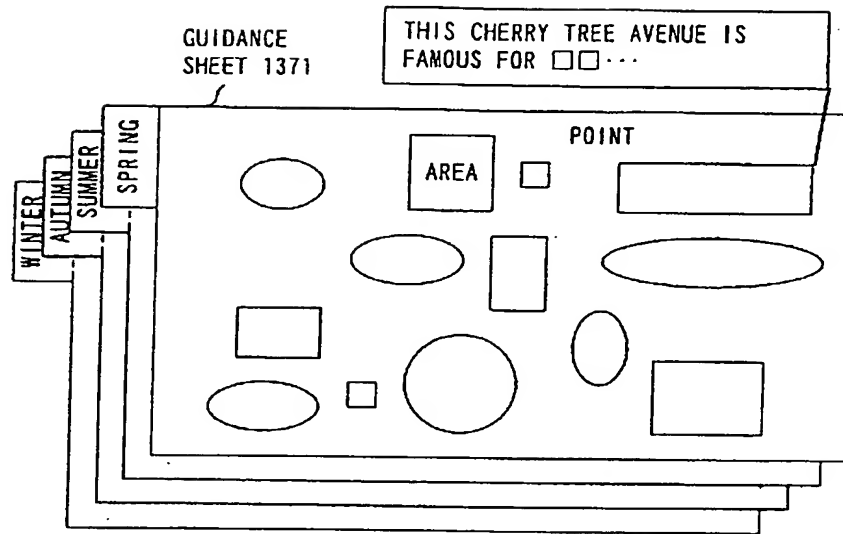 GUIDANCE
SHEET 1371
THIS CHERRY TREE AVENUE IS
FAMOUS FOR □□···
SPRING
SUMMER
AUTUMN
WINTER
POINT
AREA